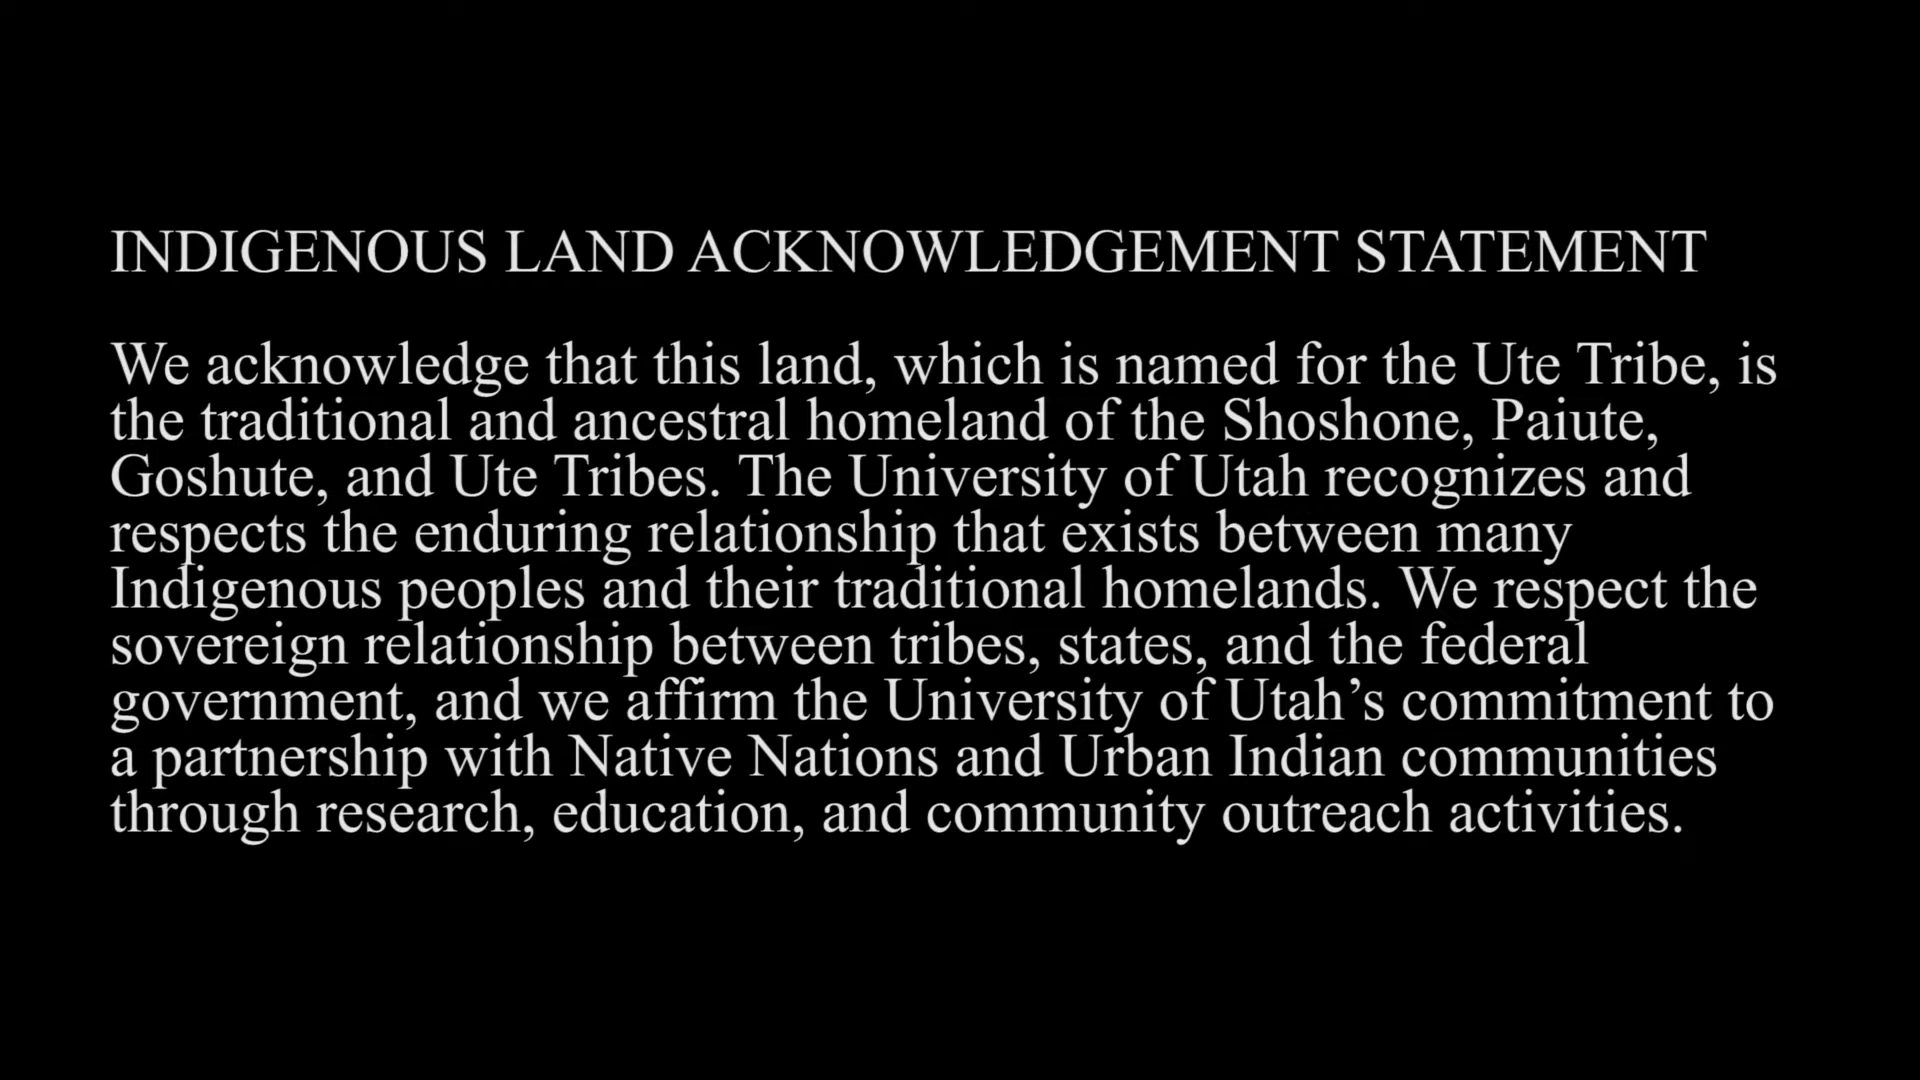 INDIGENOUS LAND ACKNOWLEDGEMENT STATEMENT
We acknowledge that this land, which is named for the Ute Tribe, is
the traditional and ancestral homeland of the Shoshone, Paiute,
Goshute, and Ute Tribes. The University of Utah recognizes and
respects the enduring relationship that exists between many
Indigenous peoples and their traditional homelands. We respect the
sovereign relationship between tribes, states, and the federal
government, and we affirm the University of Utah’s commitment to
a partnership with Native Nations and Urban Indian communities
through research, education, and community outreach activities.